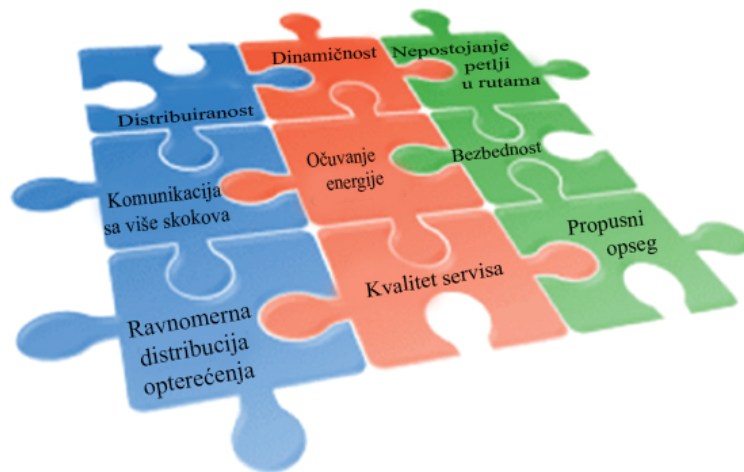 Distribuiranost
Dinamičnost
Nepostojanje
petlji
u rutama
Komunikacija
sa više skokova
Očuvanje
energije
Bezbednost
Ravnomerna
distribucija
opterećenja
Kvalitet servisa
Propusni
opseg